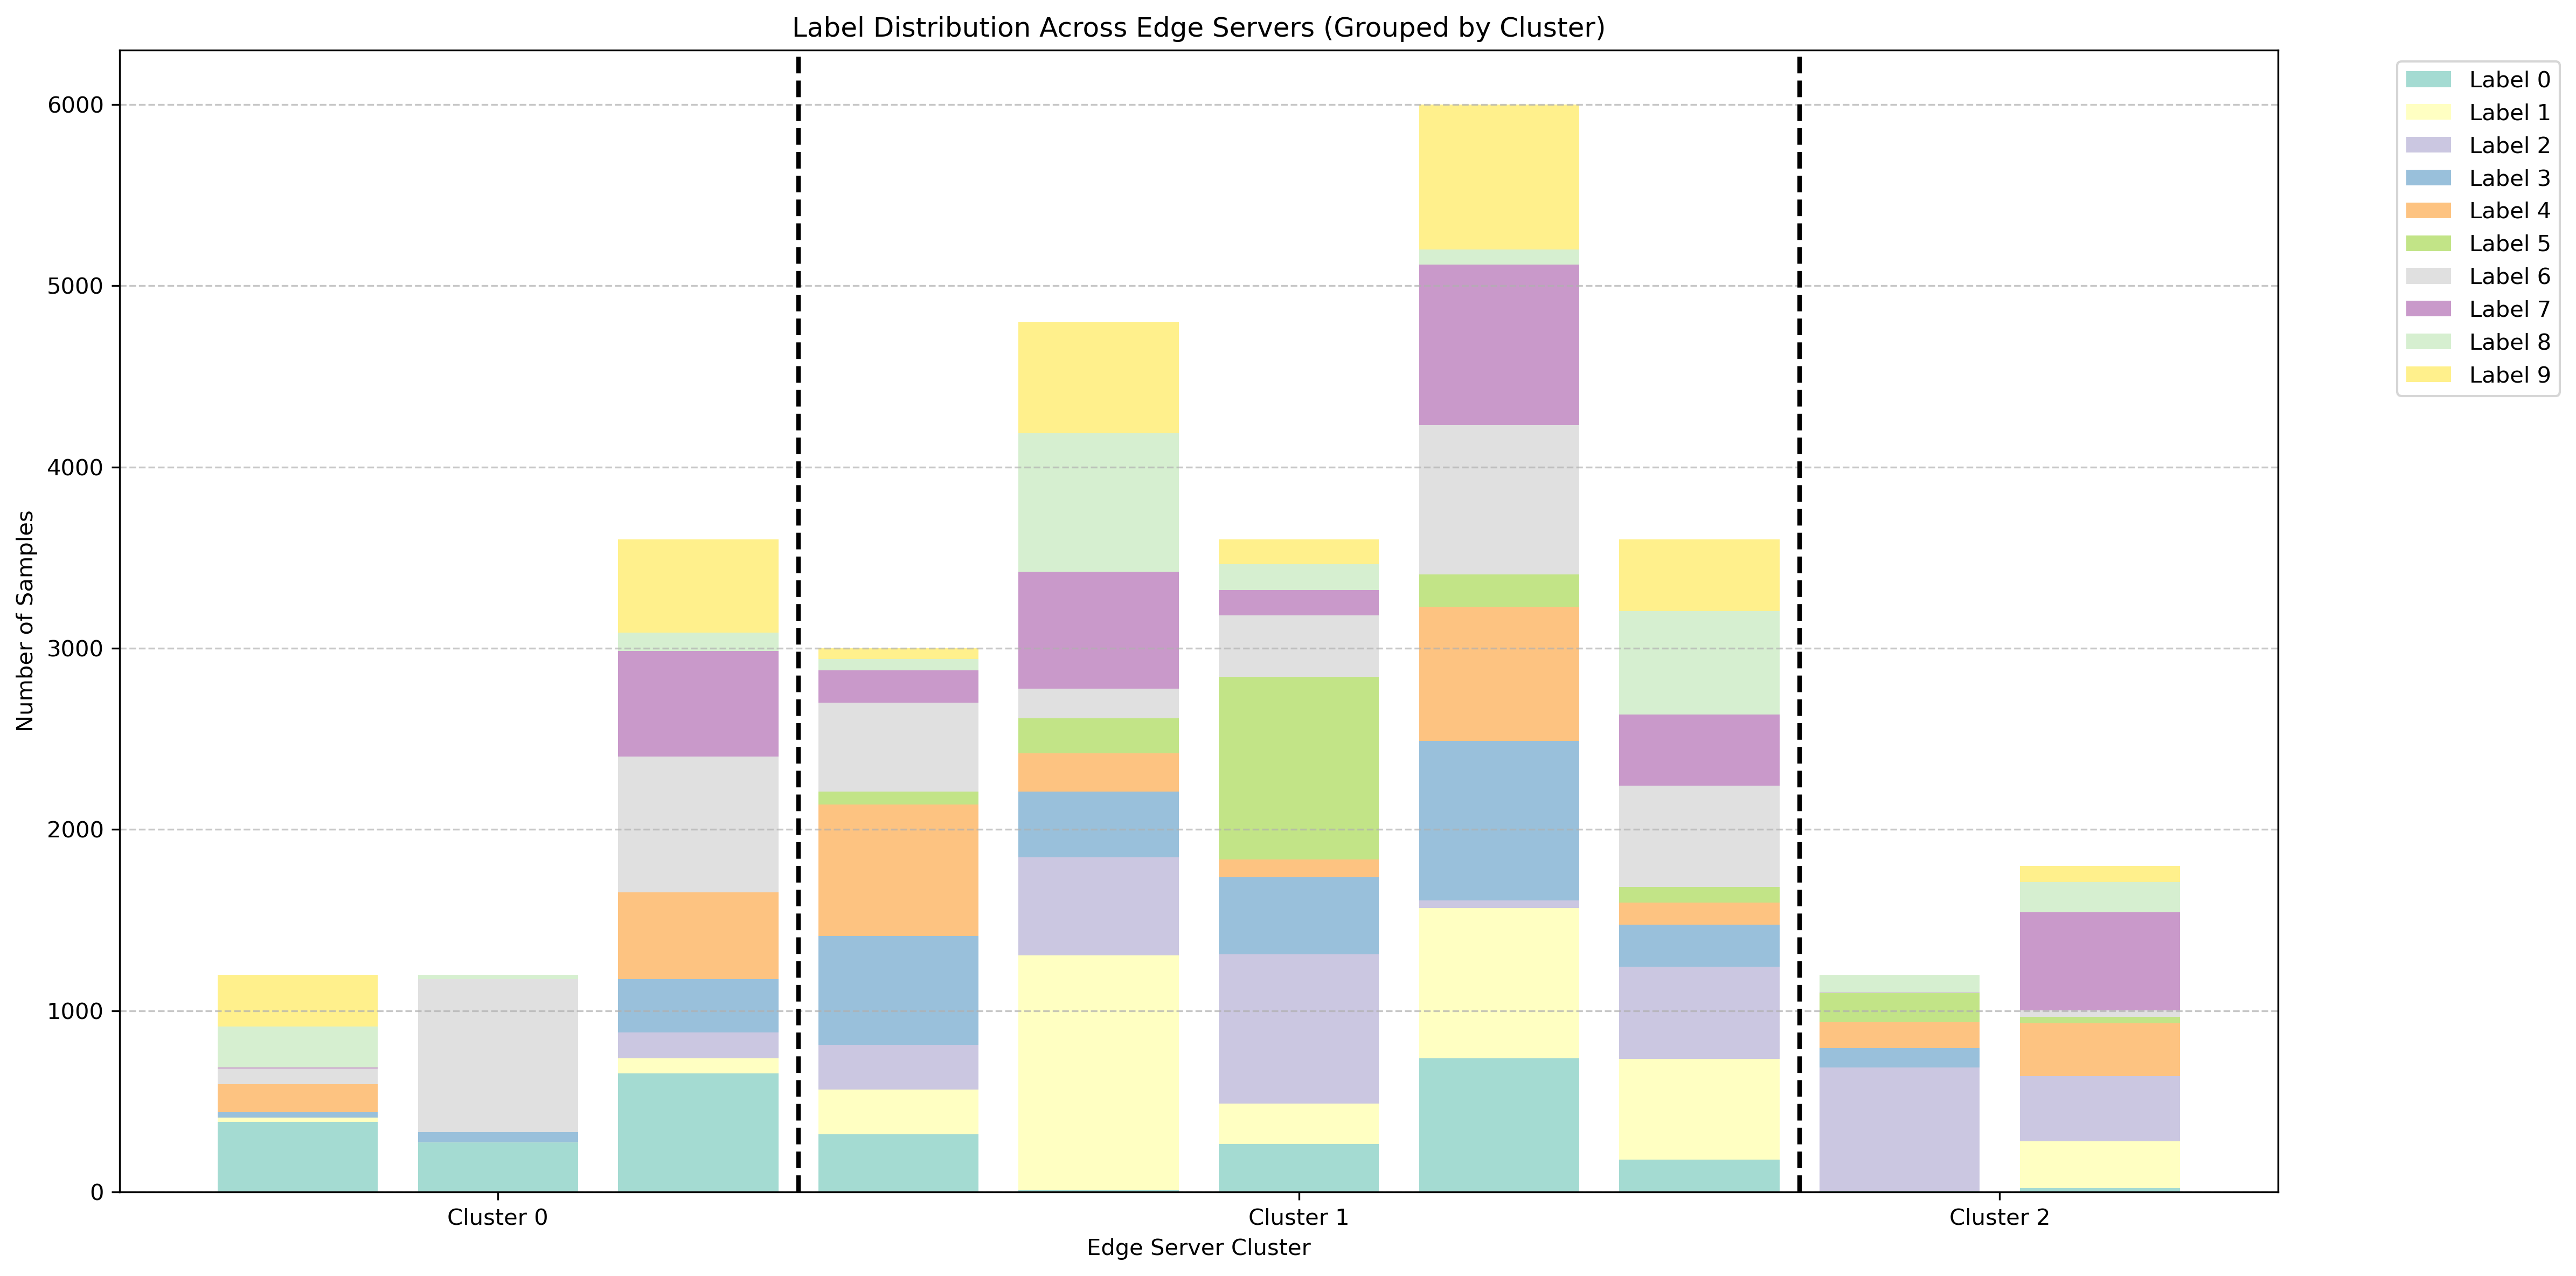 Label Distribution Across Edge Servers (Grouped by Cluster)
Number of Samples
6000
5000
4000
3000
2000
1000
0
Cluster 0
Cluster 1
Cluster 2
Edge Server Cluster
Label 0
Label 1
Label 2
Label 3
Label 4
Label 5
Label 6
Label 7
Label 8
Label 9